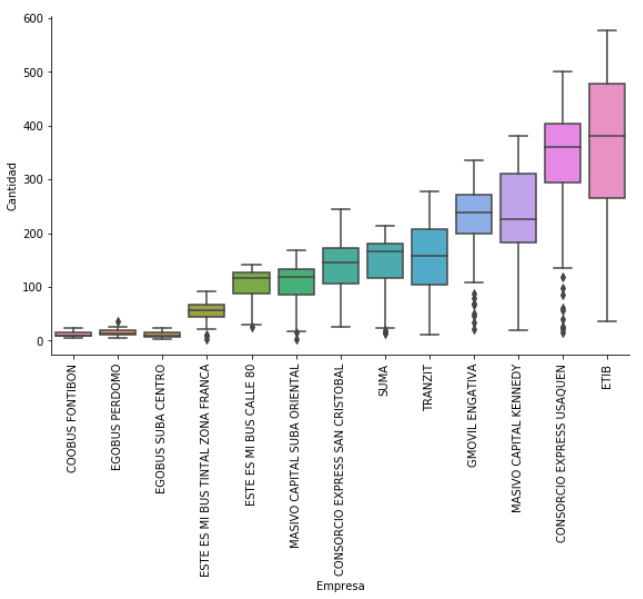 600
500
400
300
200
100
0
Cantidad
COOBUS FONTIBON
EGOBUS PERDOMO
EGOBUS SUBA CENTRO
ESTE ES MI BUS TINTAL ZONA FRANCA
ESTE ES MI BUS CALLE 80
MASIVO CAPITAL SUBA ORIENTAL
CONSORCIO EXPRESS SAN CRISTOBAL
SUMA
TRANZIT
GMOVIL ENGATIVA
MASIVO CAPITAL KENNEDY
CONSORCIO EXPRESS USAQUEN
ETIB
Empresa